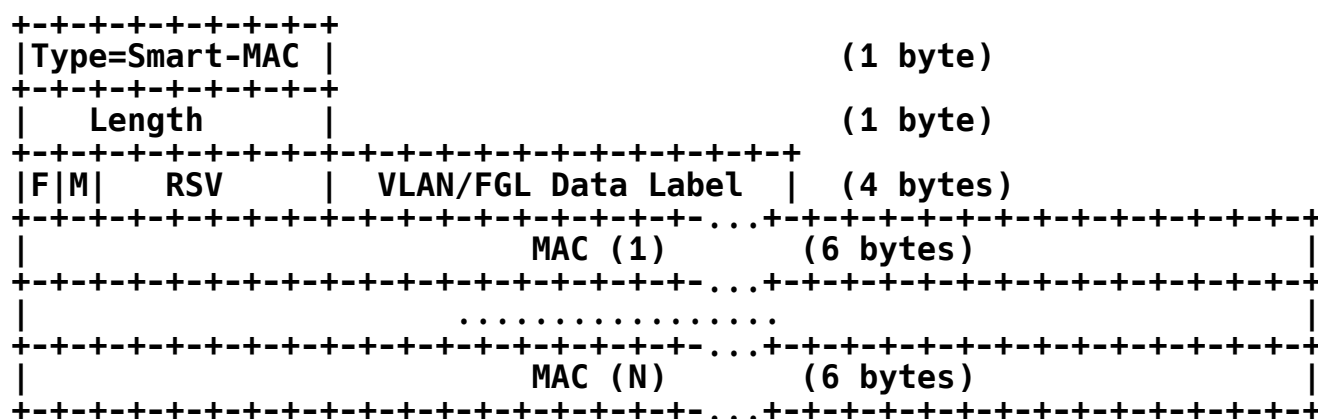 +-+-+-+-+-+-+-+-+
|Type=Smart-MAC |                           (1 byte)
+-+-+-+-+-+-+-+-+
|   Length      |                           (1 byte)
+-+-+-+-+-+-+-+-+-+-+-+-+-+-+-+-+-+-+-+-+
|F|M|   RSV     |  VLAN/FGL Data Label  |  (4 bytes)
+-+-+-+-+-+-+-+-+-+-+-+-+-+-+-+-+-+-...+-+-+-+-+-+-+-+-+-+-+-+-+-+-+
|                          MAC (1)       (6 bytes)                 |
+-+-+-+-+-+-+-+-+-+-+-+-+-+-+-+-+-+-...+-+-+-+-+-+-+-+-+-+-+-+-+-+-+
|                      .................                           |
+-+-+-+-+-+-+-+-+-+-+-+-+-+-+-+-+-+-...+-+-+-+-+-+-+-+-+-+-+-+-+-+-+
|                          MAC (N)       (6 bytes)                 |
+-+-+-+-+-+-+-+-+-+-+-+-+-+-+-+-+-+-...+-+-+-+-+-+-+-+-+-+-+-+-+-+-+